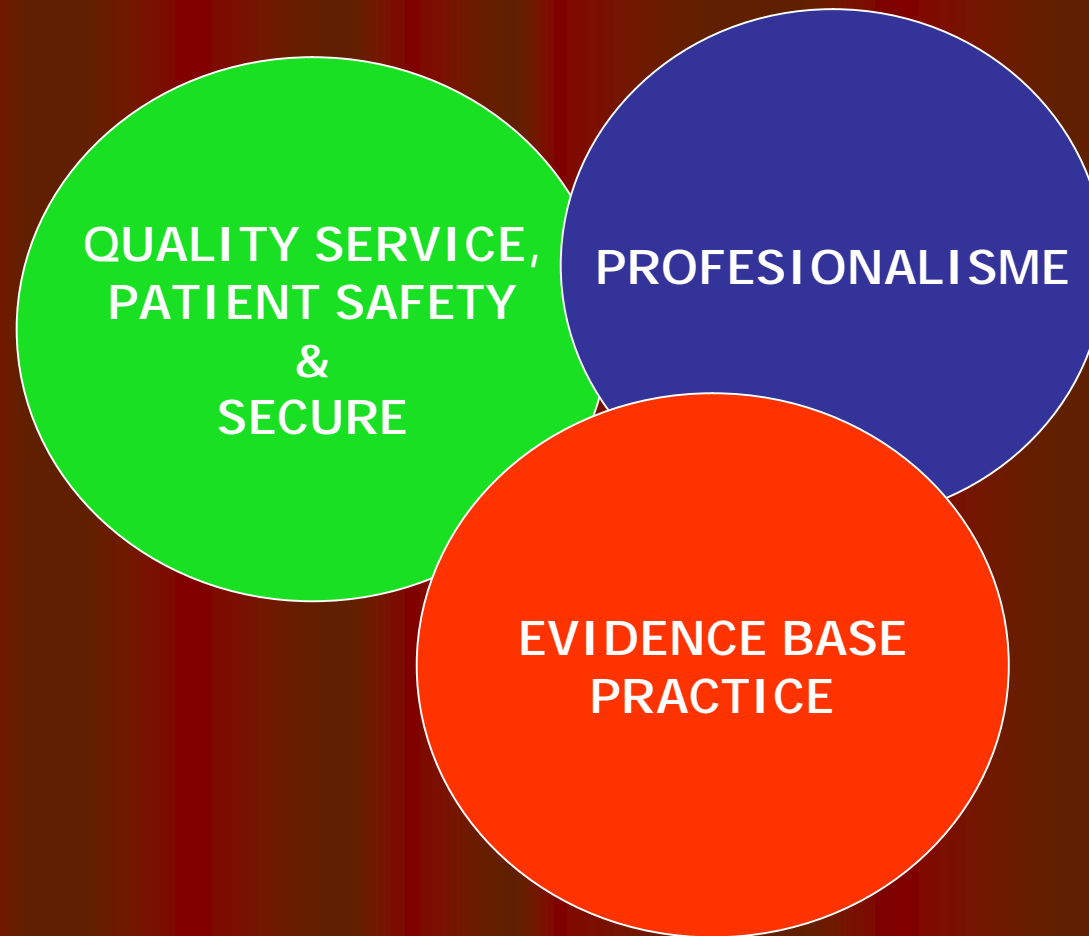 QUALITY SERVICE,
PATIENT SAFETY
&
SECURE
PROFESIONALISME
EVIDENCE BASE
PRACTICE